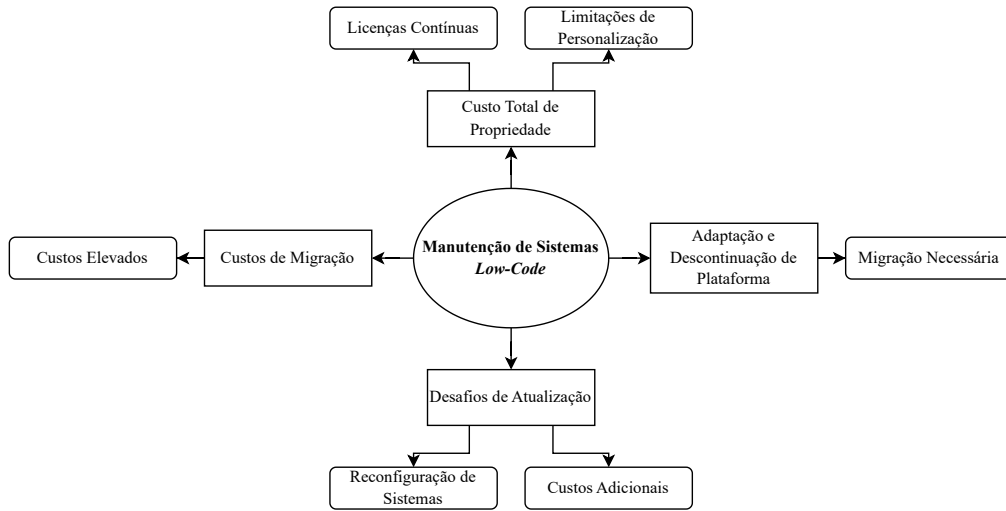 Licenças Contínuas
Limitações de
Personalização
Custo Total de
Propriedade
Custos Elevados
Custos de Migração
Manutenção de Sistemas
Low-Code
Adaptação e
Descontinuação de
Plataforma
Migração Necessária
Desafios de Atualização
Reconfiguração de
Sistemas
Custos Adicionais